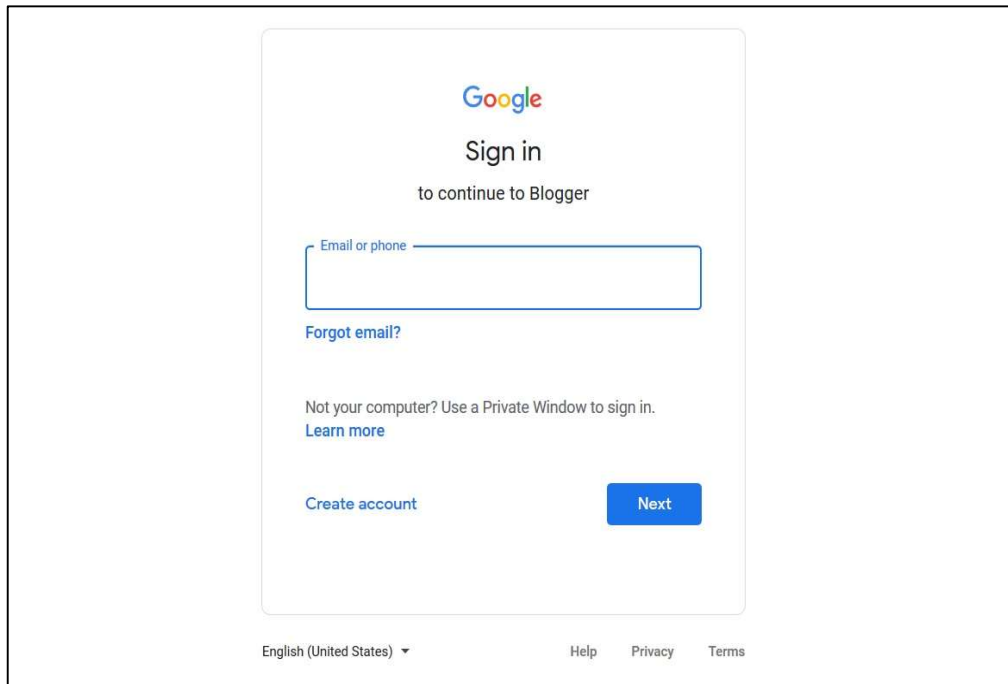 Google
Sign in
to continue to Blogger
Email or phone
Forgot email?
Not your computer? Use a Private Window to sign in.
Learn more
Create account
Next
English (United States)
Help Privacy Terms